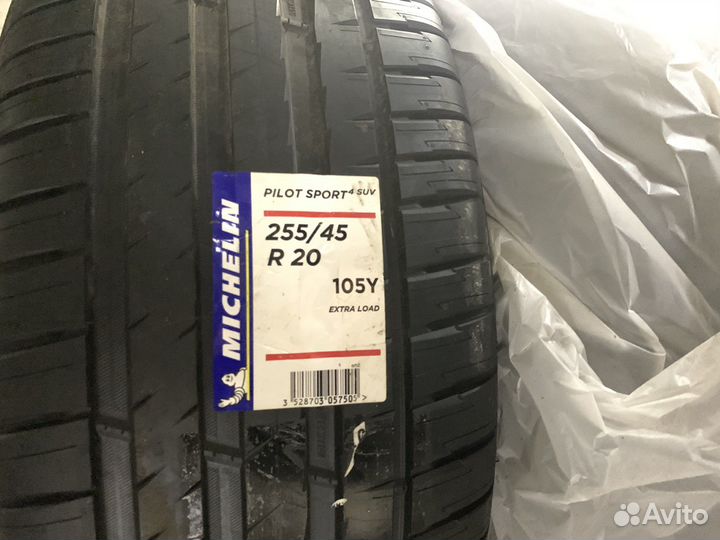 PILOT SPORT 4 SUV
255/45
R 20
105Y
EXTRA LOAD
MICHELIN
3 528703 057505 >
Avito